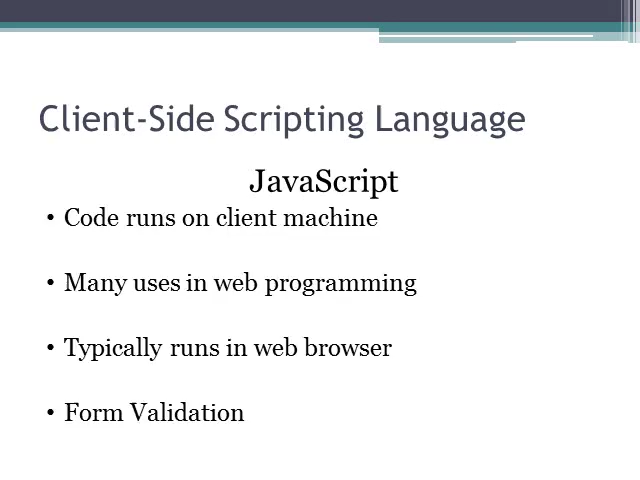 Client-Side Scripting Language
JavaScript
• Code runs on client machine
• Many uses in web programming
• Typically runs in web browser
• Form Validation